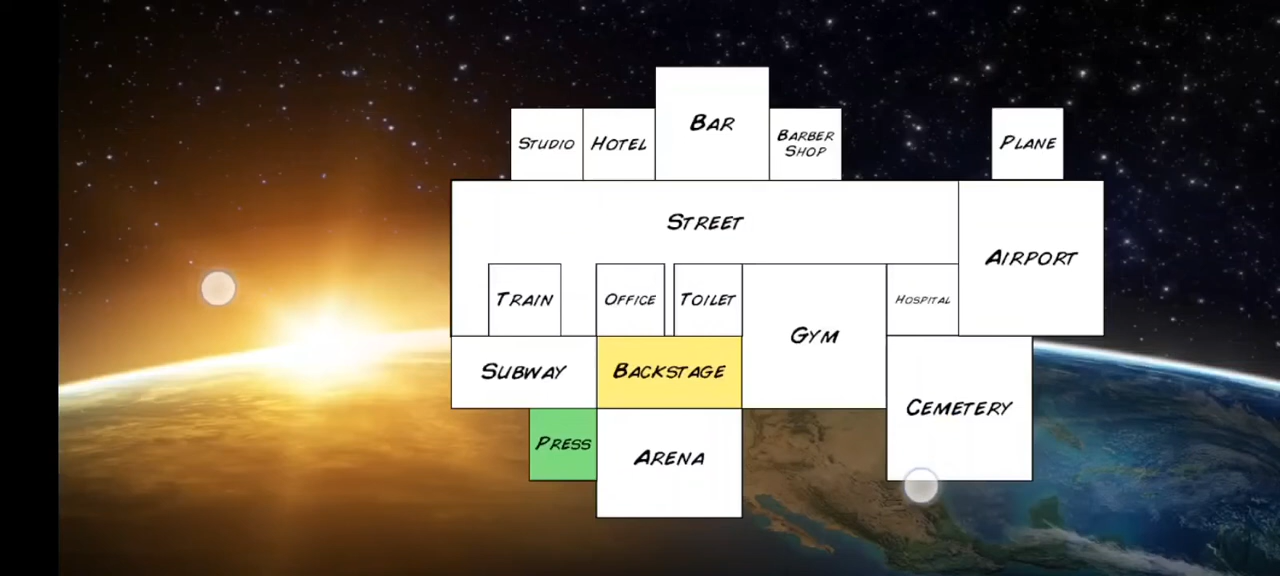 Bar
Studio
Hotel
Barber
Shop
Plane
Street
Airport
Train
Office
Toilet
Hospital
Gym
Subway
Backstage
Cemetery
Press
Arena